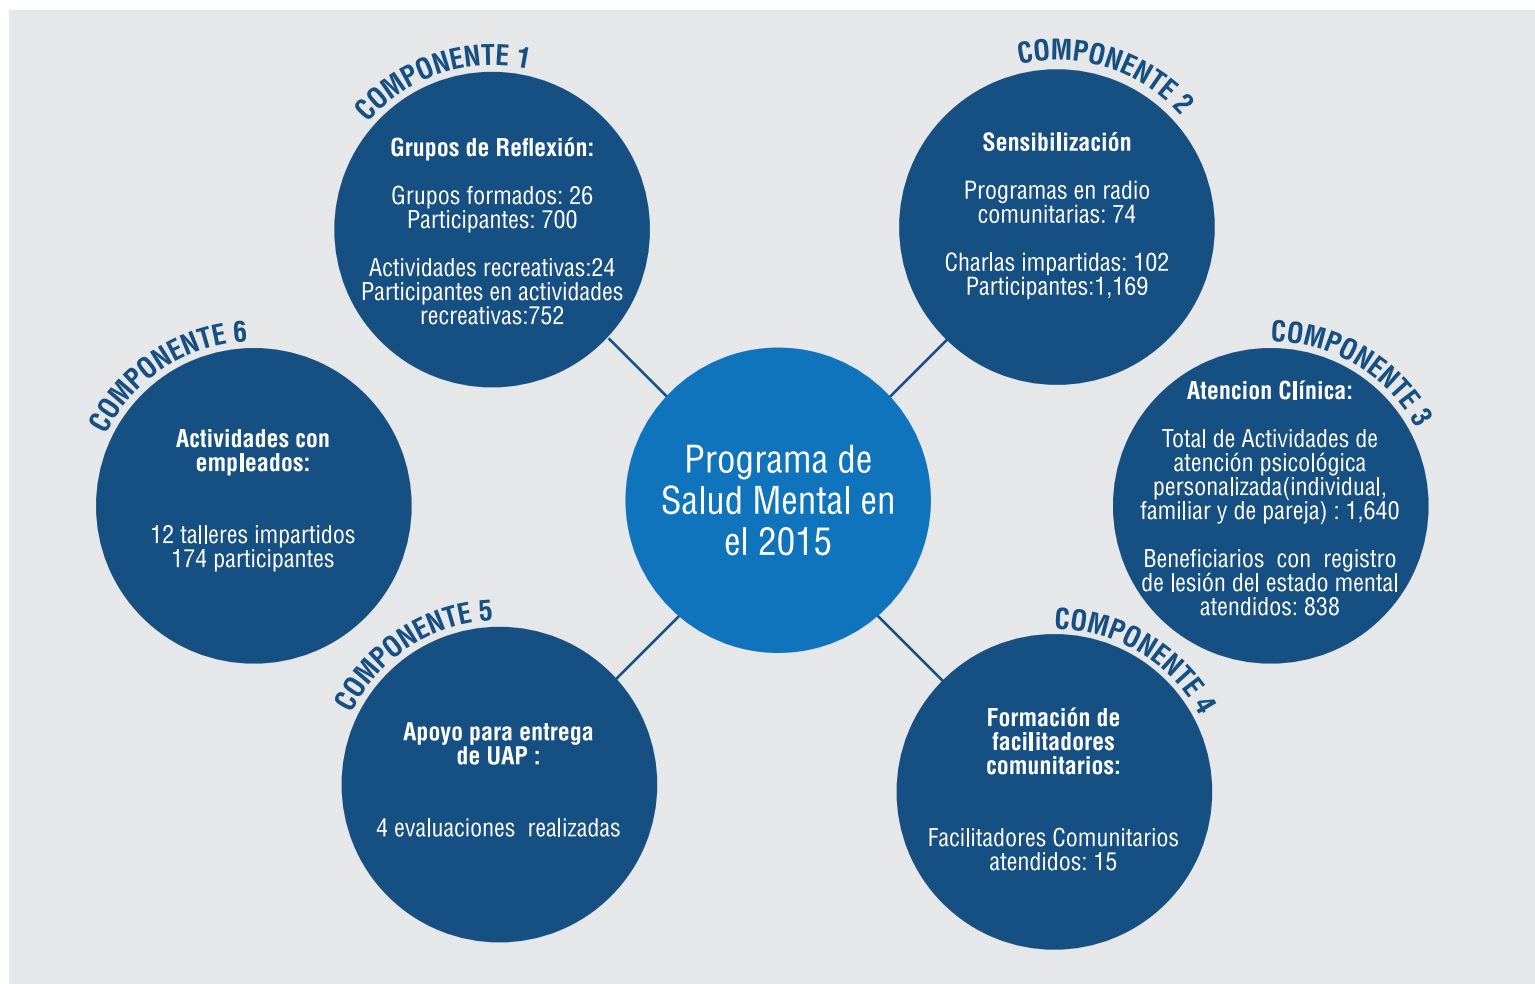 COMPONENTE 1
Grupos de Reflexión:
Grupos formados: 26
Participantes: 700
Actividades recreativas:24
Participantes en actividades
recreativas:752
COMPONENTE 2
Sensibilización
Programas en radio
comunitarias: 74
Charlas impartidas: 102
Participantes:1,169
COMPONENTE 3
Atencion Clínica:
Total de Actividades de
atención psicológica
personalizada(individual,
familiar y de pareja) : 1,640
Beneficiarios con registro
de lesión del estado mental
atendidos: 838
COMPONENTE 4
Formación de
facilitadores
comunitarios:
Facilitadores Comunitarios
atendidos: 15
COMPONENTE 5
Apoyo para entrega
de UAP :
4 evaluaciones realizadas
COMPONENTE 6
Actividades con
empleados:
12 talleres impartidos
174 participantes
Programa de
Salud Mental en
el 2015